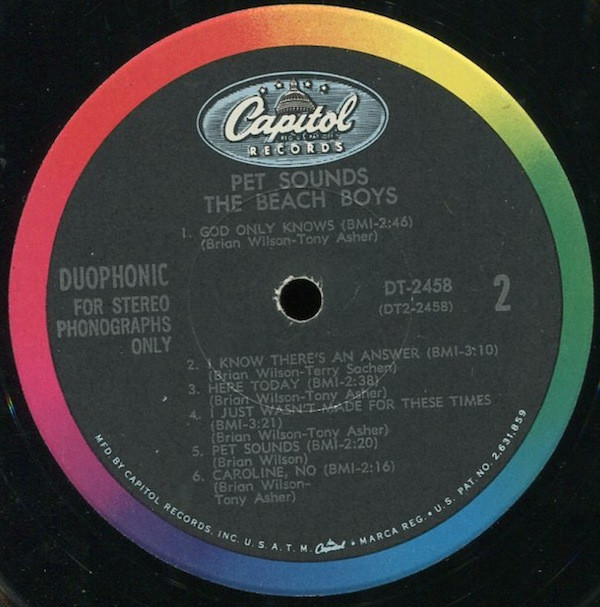 Capitol
REG. U.S. PAT. OFF.
RECORDS
PET SOUNDS
THE BEACH BOYS
1. GOD ONLY KNOWS (BMI-2:46)
(Brian Wilson-Tony Asher)
DUOPHONIC
FOR STEREO
PHONOGRAPHS
ONLY
DT-2458
(DT2-2458)
2
2. I KNOW THERE'S AN ANSWER (BMI-3:10)
(Brian Wilson-Terry Sachen)
3. HERE TODAY (BMI-2:38)
(Brian Wilson-Tony Asher)
4. I JUST WASN'T MADE FOR THESE TIMES
(BMI-3:21)
(Brian Wilson-Tony Asher)
5. PET SOUNDS (BMI-2:20)
(Brian Wilson)
6. CAROLINE, NO (BMI-2:16)
(Brian Wilson-
Tony Asher)
MFD. BY CAPITOL RECORDS, INC. U.S.A. T.M. Capitol • MARCA REG. • U.S. PAT. NO. 2,631,859